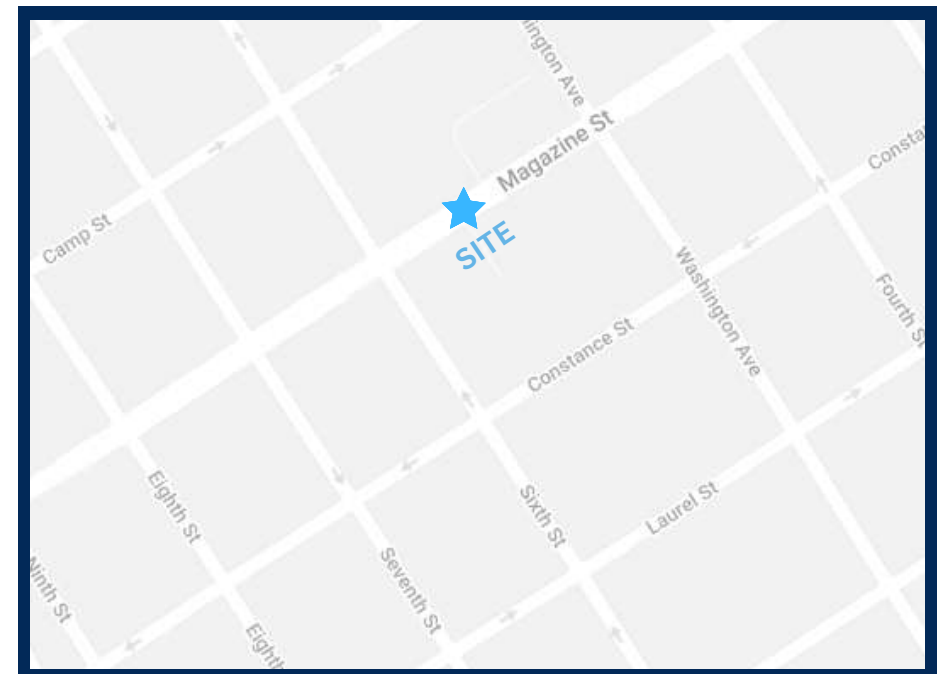 ington Ave
Magazine St
Consta
Camp St
SITE
Washington Ave
Fourth S
Constance St
Eighth St
Sixth St
Laurel St
Ninth St
Seventh St
Eighth